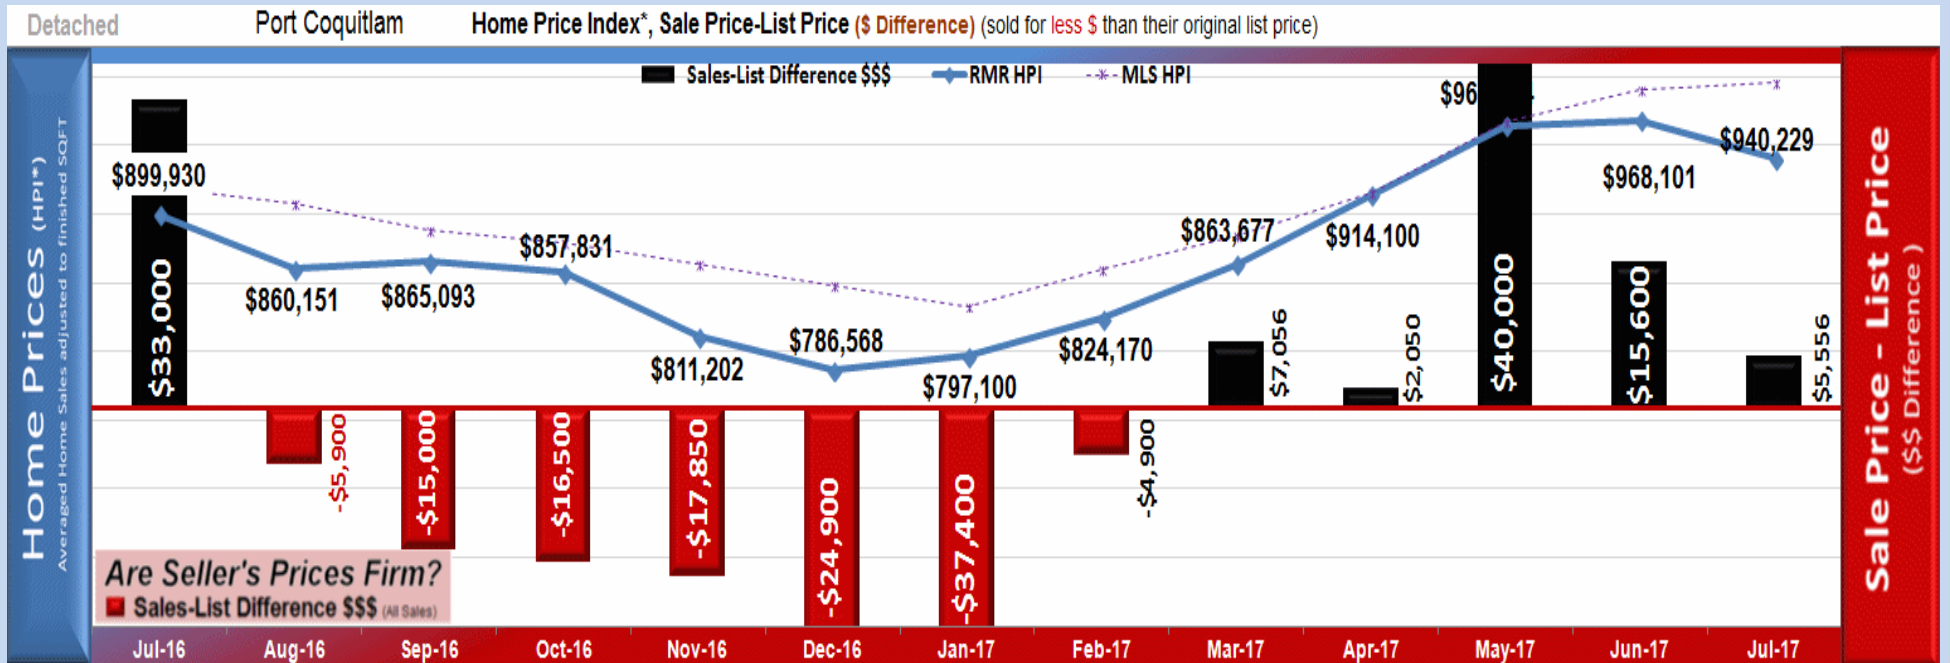 Detached
Port Coquitlam
Home Price Index*, Sale Price-List Price ($ Difference) (sold for less $ than their original list price)
Home Prices (HPI*)
Averaged Home Sales adjusted to finished SQFT
Sales-List Difference $$$
RMR HPI
MLS HPI
$899,930
$860,151
$865,093
$857,831
$811,202
$786,568
$797,100
$824,170
$863,677
$914,100
$96
$968,101
$940,229
$33,000
-$5,900
-$15,000
-$16,500
-$17,850
-$24,900
-$37,400
-$4,900
$7,056
$2,050
$40,000
$15,600
$5,556
Are Seller's Prices Firm?
Sales-List Difference $$$ (All Sales)
Jul-16
Aug-16
Sep-16
Oct-16
Nov-16
Dec-16
Jan-17
Feb-17
Mar-17
Apr-17
May-17
Jun-17
Jul-17
Sale Price - List Price
($$ Difference )